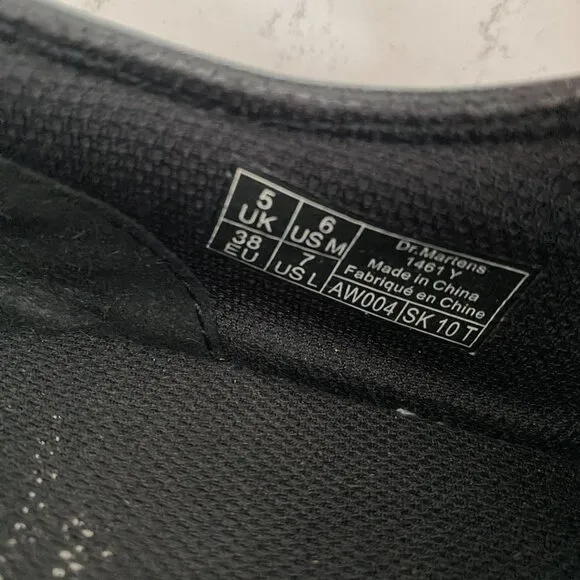 5 UK
6 US M
38 EU
7 US L
Dr.Martens
1461 Y
Made in China
Fabriqué en Chine
AW004 SK 10 T